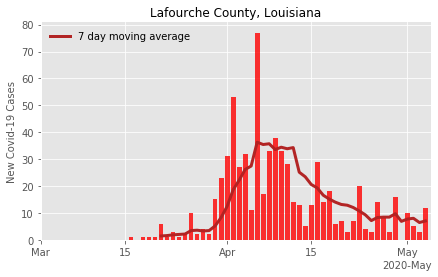 Lafourche County, Louisiana
7 day moving average
New Covid-19 Cases
80
70
60
50
40
30
20
10
0
Mar 15 Apr 15 May
2020-May